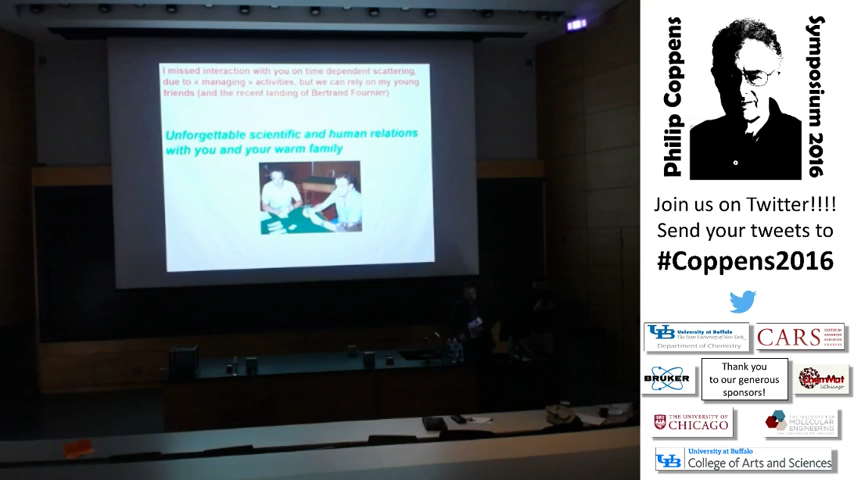 I missed interaction with you on time dependent scattering,
due to « managing » activities, but we can rely on my young
friends (and the recent landing of Bertrand Fournier)
Unforgettable scientific and human relations
with you and your warm family
Philip Coppens
Symposium 2016
Join us on Twitter!!!!
Send your tweets to
#Coppens2016
UB University at Buffalo
The State University of New York
Department of Chemistry
CARS
BRUKER
Thank you
to our generous
sponsors!
ChemMat
THE UNIVERSITY OF
CHICAGO
MOLECULAR
ENGINEERING
UB University at Buffalo
College of Arts and Sciences